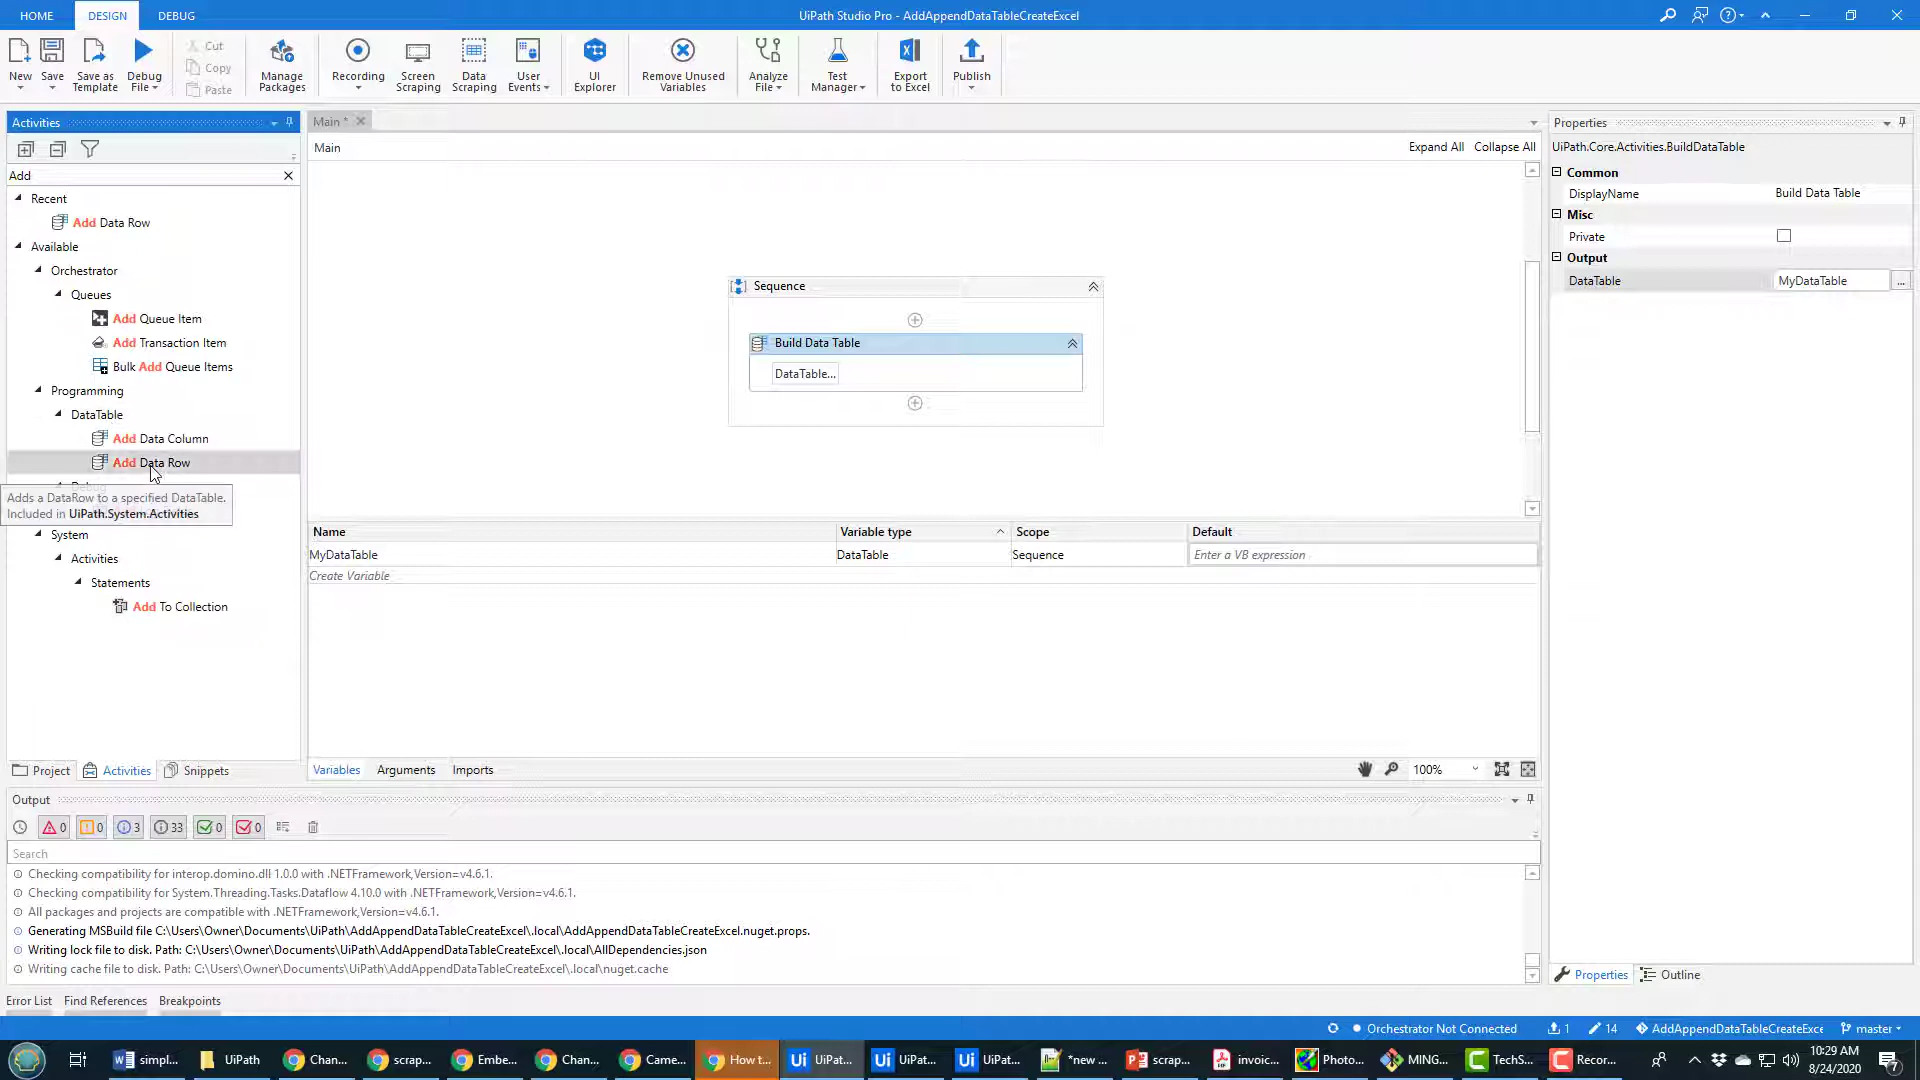 HOME DESIGN DEBUG
UiPath Studio Pro - AddAppendDataTableCreateExcel
New Save Save as Template Debug File
Cut
Copy
Paste
Manage Packages Recording Screen Scraping Data Scraping User Events UI Explorer Remove Unused Variables Analyze File Test Manager Export to Excel Publish
Activities
Add
Recent
Add Data Row
Available
Orchestrator
Queues
Add Queue Item
Add Transaction Item
Bulk Add Queue Items
Programming
DataTable
Add Data Column
Add Data Row
Adds a DataRow to a specified DataTable.
Included in UiPath.System.Activities
System
Activities
Statements
Add To Collection
Project Activities Snippets
Main *
Main
Expand All Collapse All
Sequence
Build Data Table
DataTable...
Name Variable type Scope Default
MyDataTable DataTable Sequence Enter a VB expression
Create Variable
Variables Arguments Imports
100%
Properties
UiPath.Core.Activities.BuildDataTable
Common
DisplayName Build Data Table
Misc
Private
Output
DataTable MyDataTable ...
Properties Outline
Output
0 0 3 33 0 0
Search
Checking compatibility for interop.domino.dll 1.0.0 with .NETFramework,Version=v4.6.1.
Checking compatibility for System.Threading.Tasks.Dataflow 4.10.0 with .NETFramework,Version=v4.6.1.
All packages and projects are compatible with .NETFramework,Version=v4.6.1.
Generating MSBuild file C:\Users\Owner\Documents\UiPath\AddAppendDataTableCreateExcel\.local\AddAppendDataTableCreateExcel.nuget.props.
Writing lock file to disk. Path: C:\Users\Owner\Documents\UiPath\AddAppendDataTableCreateExcel\.local\AllDependencies.json
Writing cache file to disk. Path: C:\Users\Owner\Documents\UiPath\AddAppendDataTableCreateExcel\.local\nuget.cache
Error List Find References Breakpoints
Orchestrator Not Connected 1 14 AddAppendDataTableCreateExce master
simpl... UiPath Chan... scrap... Embe... Chan... Came... How t... UiPat... UiPat... UiPat... *new ... scrap... invoic... Photo... MING... TechS... Recor...
10:29 AM
8/24/2020
7